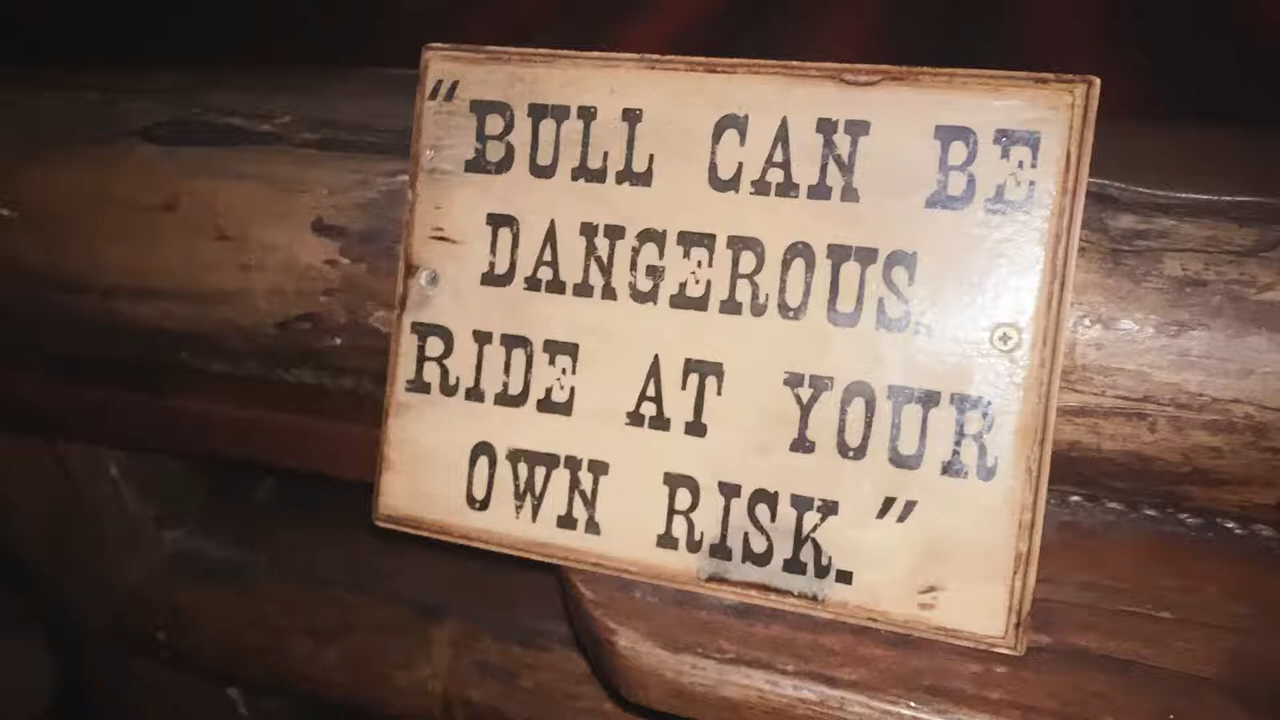 “BULL CAN BE
DANGEROUS.
RIDE AT YOUR
OWN RISK.”